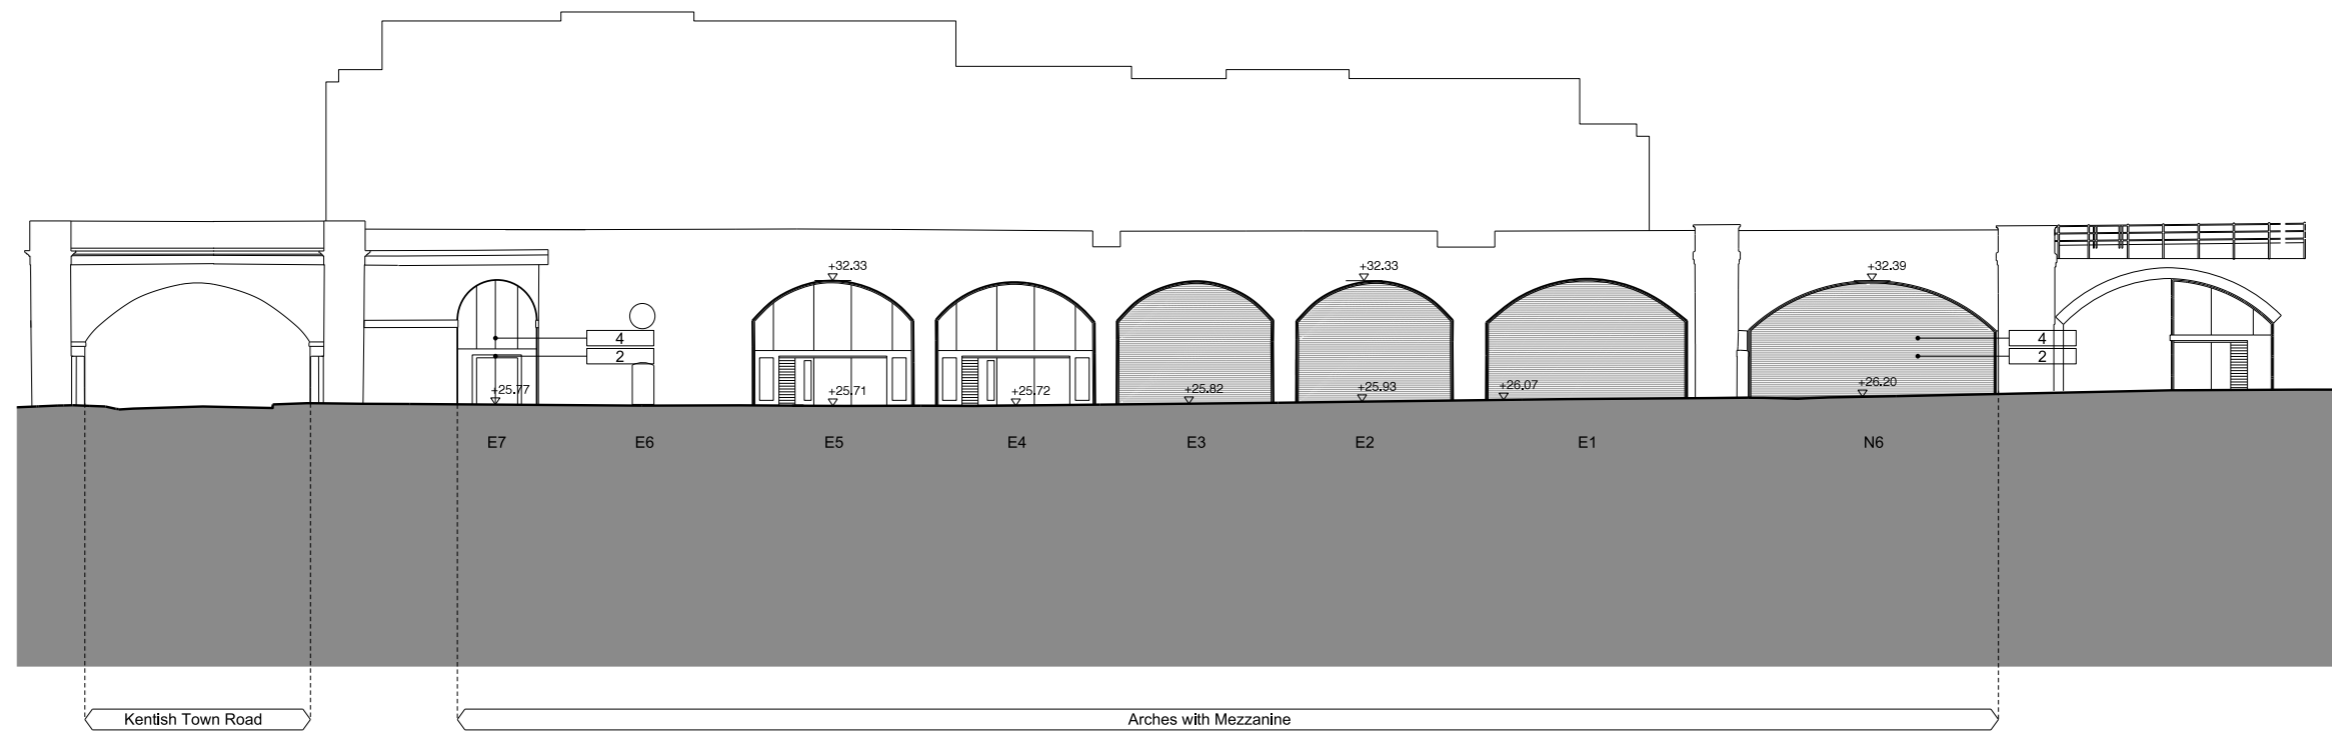 +32.33
+32.33
+32.39
4
2
4
2
+25.77
+25.71
+25.72
+25.82
+25.93
+26.07
+26.20
E7
E6
E5
E4
E3
E2
E1
N6
Kentish Town Road
Arches with Mezzanine